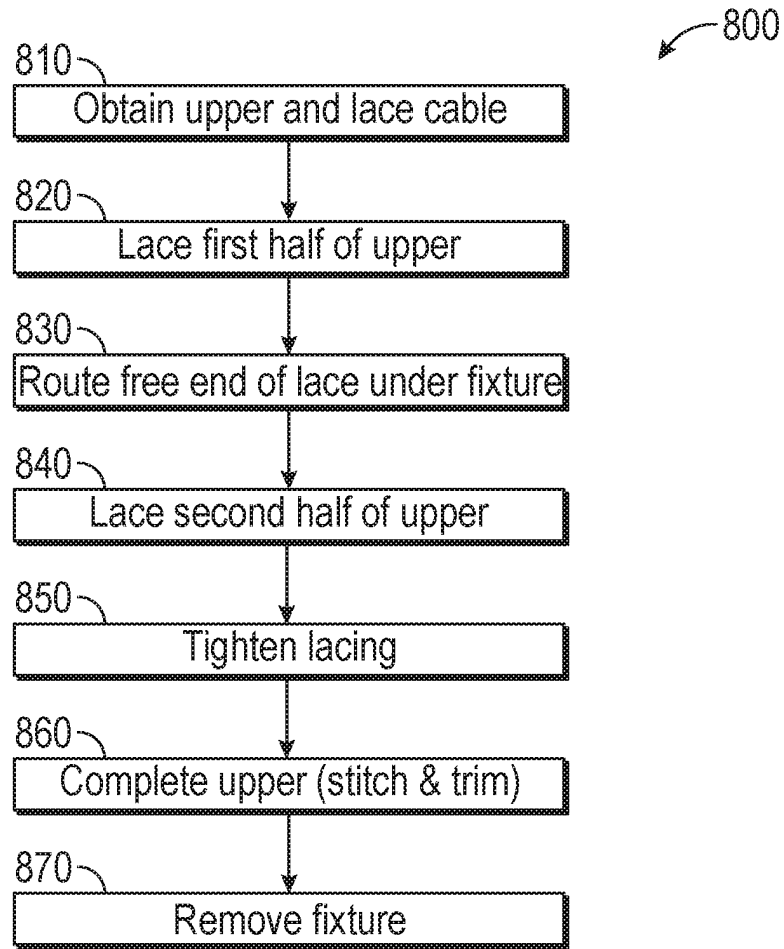 800
810
Obtain upper and lace cable
820
Lace first half of upper
830
Route free end of lace under fixture
840
Lace second half of upper
850
Tighten lacing
860
Complete upper (stitch & trim)
870
Remove fixture